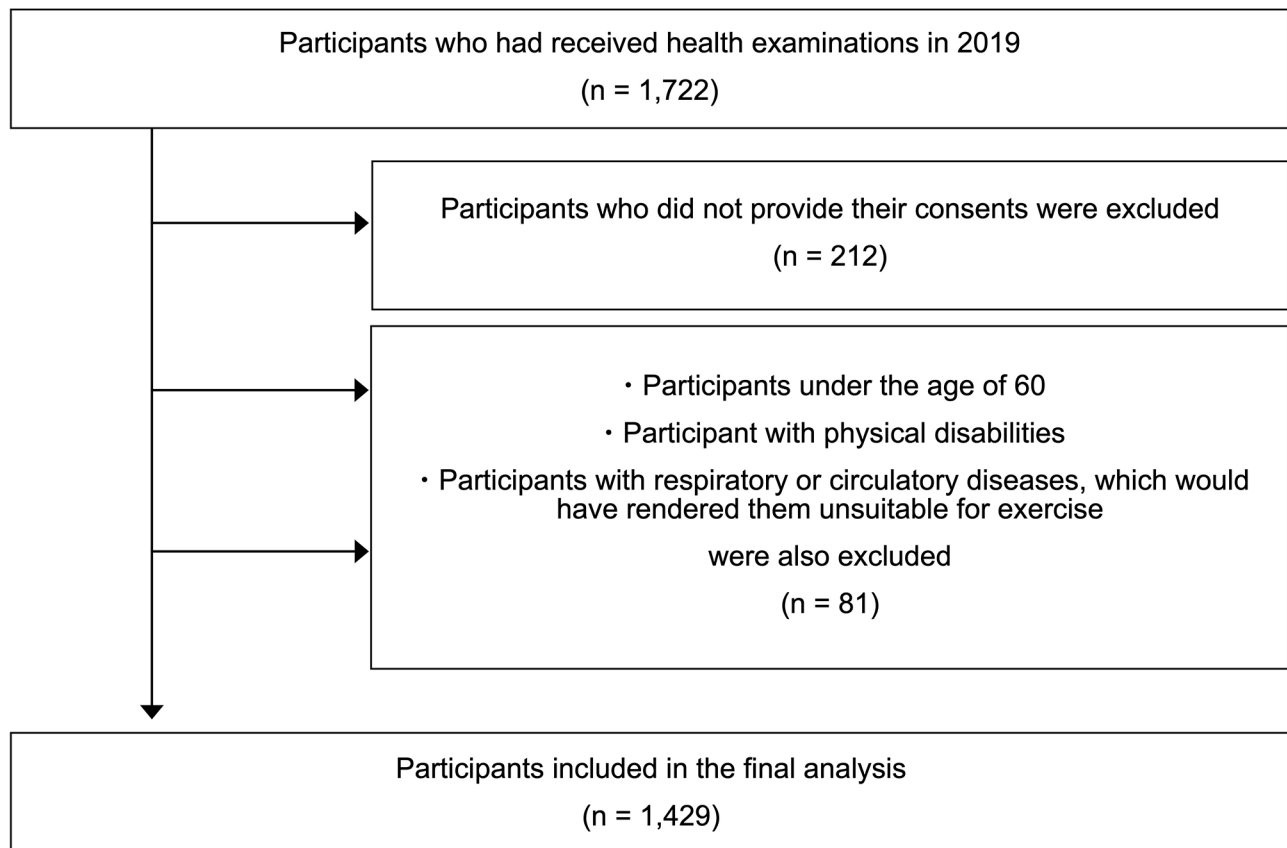 Participants who had received health examinations in 2019
(n = 1,722)
Participants who did not provide their consents were excluded
(n = 212)
・Participants under the age of 60
・Participant with physical disabilities
・Participants with respiratory or circulatory diseases, which would
have rendered them unsuitable for exercise
were also excluded
(n = 81)
Participants included in the final analysis
(n = 1,429)